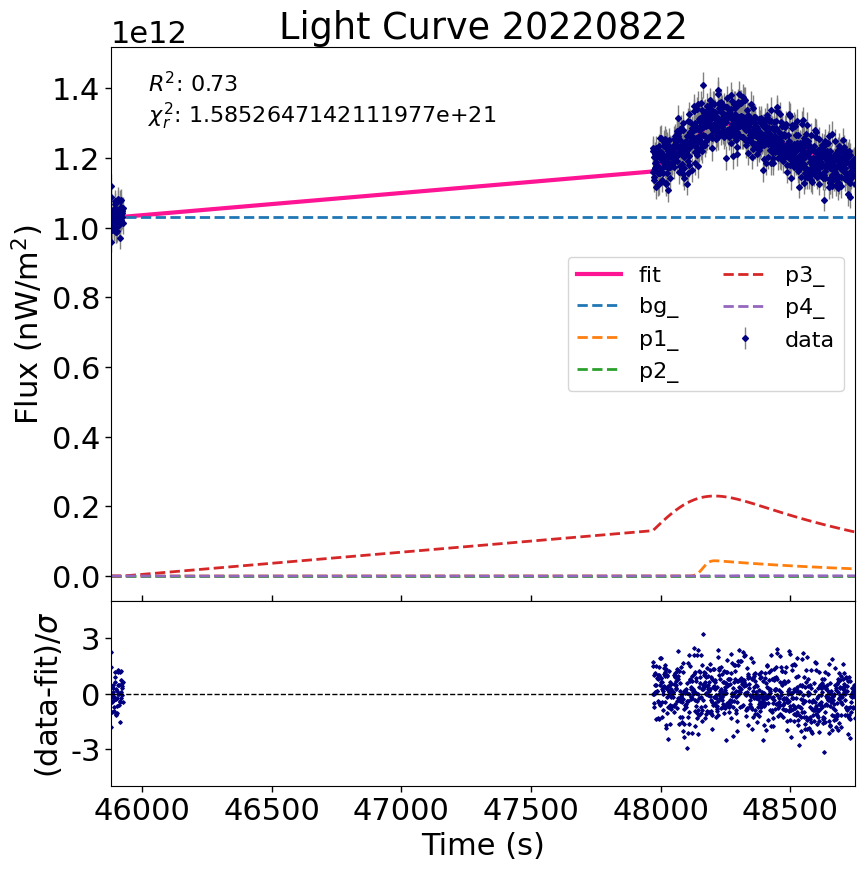 Light Curve 20220822
1e12
R²: 0.73
χ²ᵣ: 1.5852647142111977e+21
1.4
1.2
1.0
0.8
0.6
0.4
0.2
0.0
Flux (nW/m²)
fit
bg_
p1_
p2_
p3_
p4_
data
3
0
-3
(data-fit)/σ
46000 46500 47000 47500 48000 48500
Time (s)